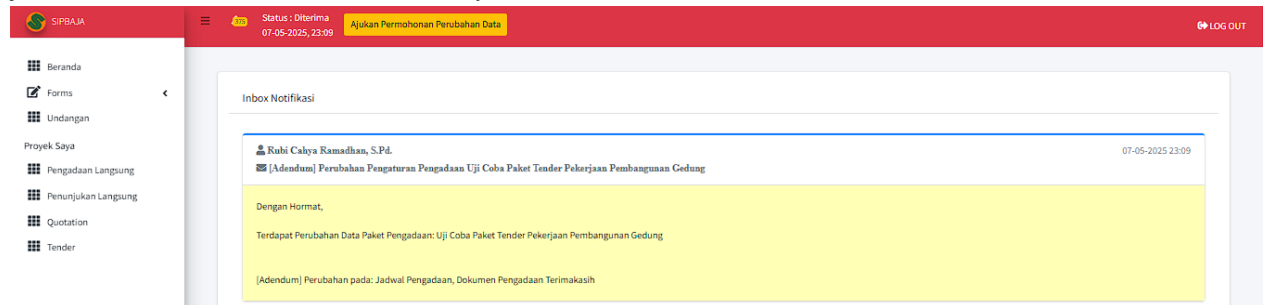 SIPBAJA
375
Status : Diterima
07-05-2025, 23:09
Ajukan Permohonan Perubahan Data
LOG OUT
Beranda
Forms
Undangan
Proyek Saya
Pengadaan Langsung
Penunjukan Langsung
Quotation
Tender
Inbox Notifikasi
Rubi Cahya Ramadhan, S.Pd.
07-05-2025 23:09
[Adendum] Perubahan Pengaturan Pengadaan Uji Coba Paket Tender Pekerjaan Pembangunan Gedung
Dengan Hormat,
Terdapat Perubahan Data Paket Pengadaan: Uji Coba Paket Tender Pekerjaan Pembangunan Gedung
[Adendum] Perubahan pada: Jadwal Pengadaan, Dokumen Pengadaan Terimakasih